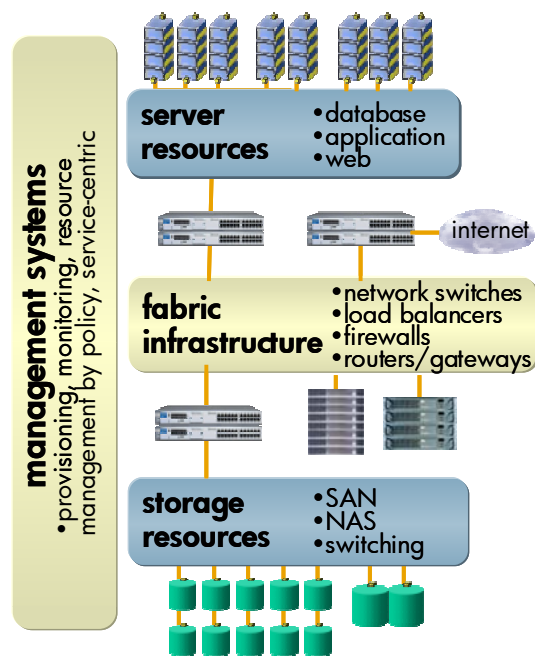 management systems
•provisioning, monitoring, resource
management by policy, service-centric
server
resources
•database
•application
•web
internet
fabric
infrastructure
•network switches
•load balancers
•firewalls
•routers/gateways
storage
resources
•SAN
•NAS
•switching